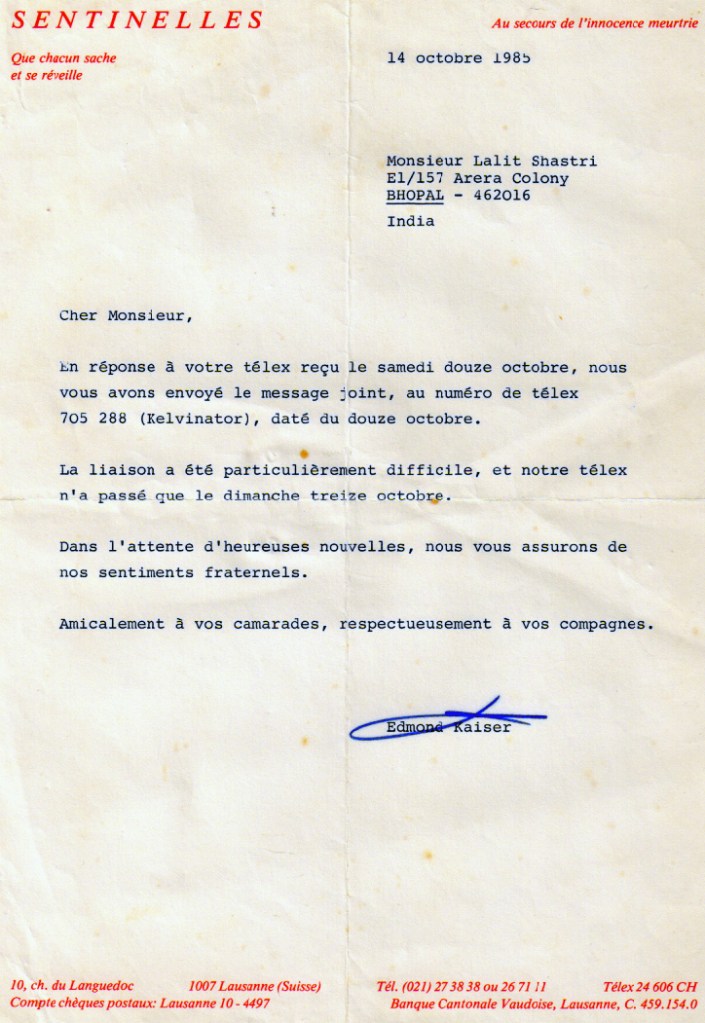 SENTINELLES
Au secours de l'innocence meurtrie
Que chacun sache
et se réveille
14 octobre 1985
Monsieur Lalit Shastri
E1/157 Arera Colony
BHOPAL - 462016
India
Cher Monsieur,
En réponse à votre télex reçu le samedi douze octobre, nous
vous avons envoyé le message joint, au numéro de télex
705 288 (Kelvinator), daté du douze octobre.
La liaison a été particulièrement difficile, et notre télex
n'a passé que le dimanche treize octobre.
Dans l'attente d'heureuses nouvelles, nous vous assurons de
nos sentiments fraternels.
Amicalement à vos camarades, respectueusement à vos compagnes.
Edmond Kaiser
10, ch. du Languedoc 1007 Lausanne (Suisse) Tél. (021) 27 38 38 ou 26 71 11 Télex 24 606 CH
Compte chèques postaux: Lausanne 10 - 4497 Banque Cantonale Vaudoise, Lausanne, C. 459.154.0